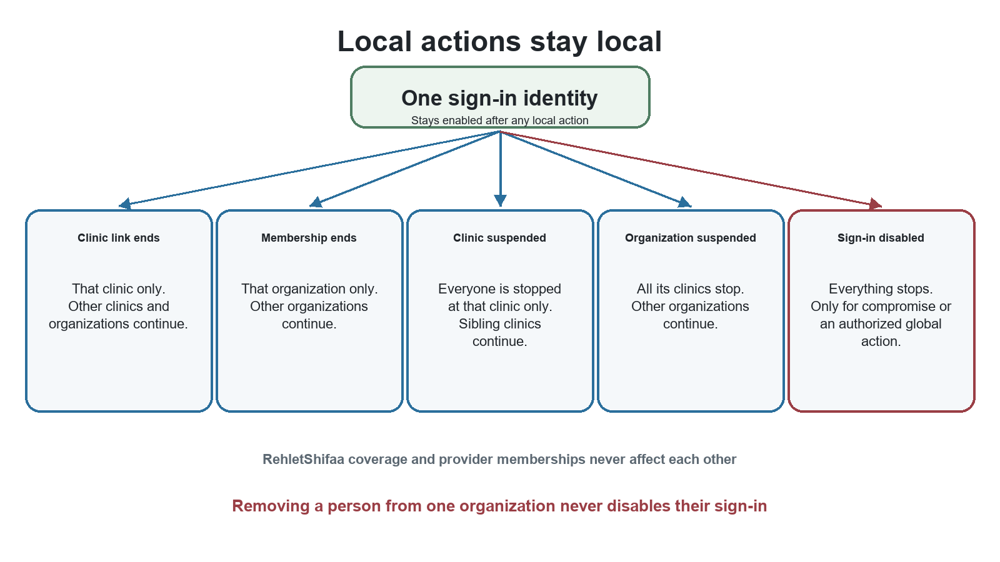 Local actions stay local
One sign-in identity
Stays enabled after any local action
Clinic link ends
That clinic only.
Other clinics and
organizations continue.
Membership ends
That organization only.
Other organizations
continue.
Clinic suspended
Everyone is stopped
at that clinic only.
Sibling clinics
continue.
Organization suspended
All its clinics stop.
Other organizations
continue.
Sign-in disabled
Everything stops.
Only for compromise or
an authorized global
action.
RehletShifaa coverage and provider memberships never affect each other
Removing a person from one organization never disables their sign-in